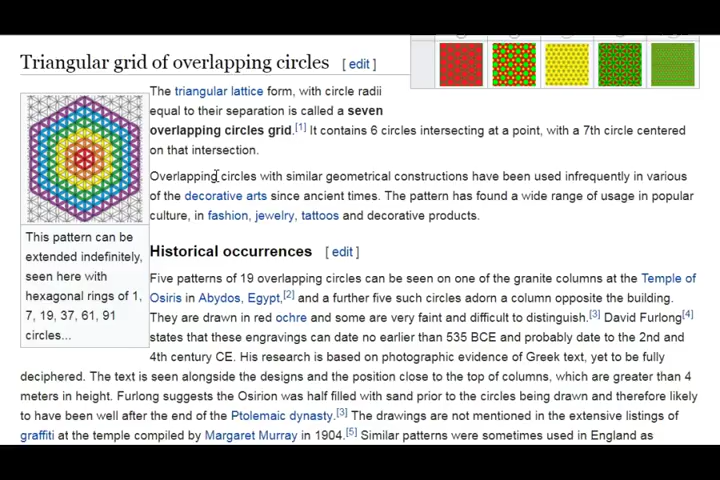 Triangular grid of overlapping circles [ edit ]
The triangular lattice form, with circle radii
equal to their separation is called a seven
overlapping circles grid.[1] It contains 6 circles intersecting at a point, with a 7th circle centered
on that intersection.
Overlapping circles with similar geometrical constructions have been used infrequently in various
of the decorative arts since ancient times. The pattern has found a wide range of usage in popular
culture, in fashion, jewelry, tattoos and decorative products.
This pattern can be
extended indefinitely,
seen here with
hexagonal rings of 1,
7, 19, 37, 61, 91
circles...
Historical occurrences [ edit ]
Five patterns of 19 overlapping circles can be seen on one of the granite columns at the Temple of
Osiris in Abydos, Egypt,[2] and a further five such circles adorn a column opposite the building.
They are drawn in red ochre and some are very faint and difficult to distinguish.[3] David Furlong[4]
states that these engravings can date no earlier than 535 BCE and probably date to the 2nd and
4th century CE. His research is based on photographic evidence of Greek text, yet to be fully
deciphered. The text is seen alongside the designs and the position close to the top of columns, which are greater than 4
meters in height. Furlong suggests the Osirion was half filled with sand prior to the circles being drawn and therefore likely
to have been well after the end of the Ptolemaic dynasty.[3] The drawings are not mentioned in the extensive listings of
graffiti at the temple compiled by Margaret Murray in 1904.[5] Similar patterns were sometimes used in England as